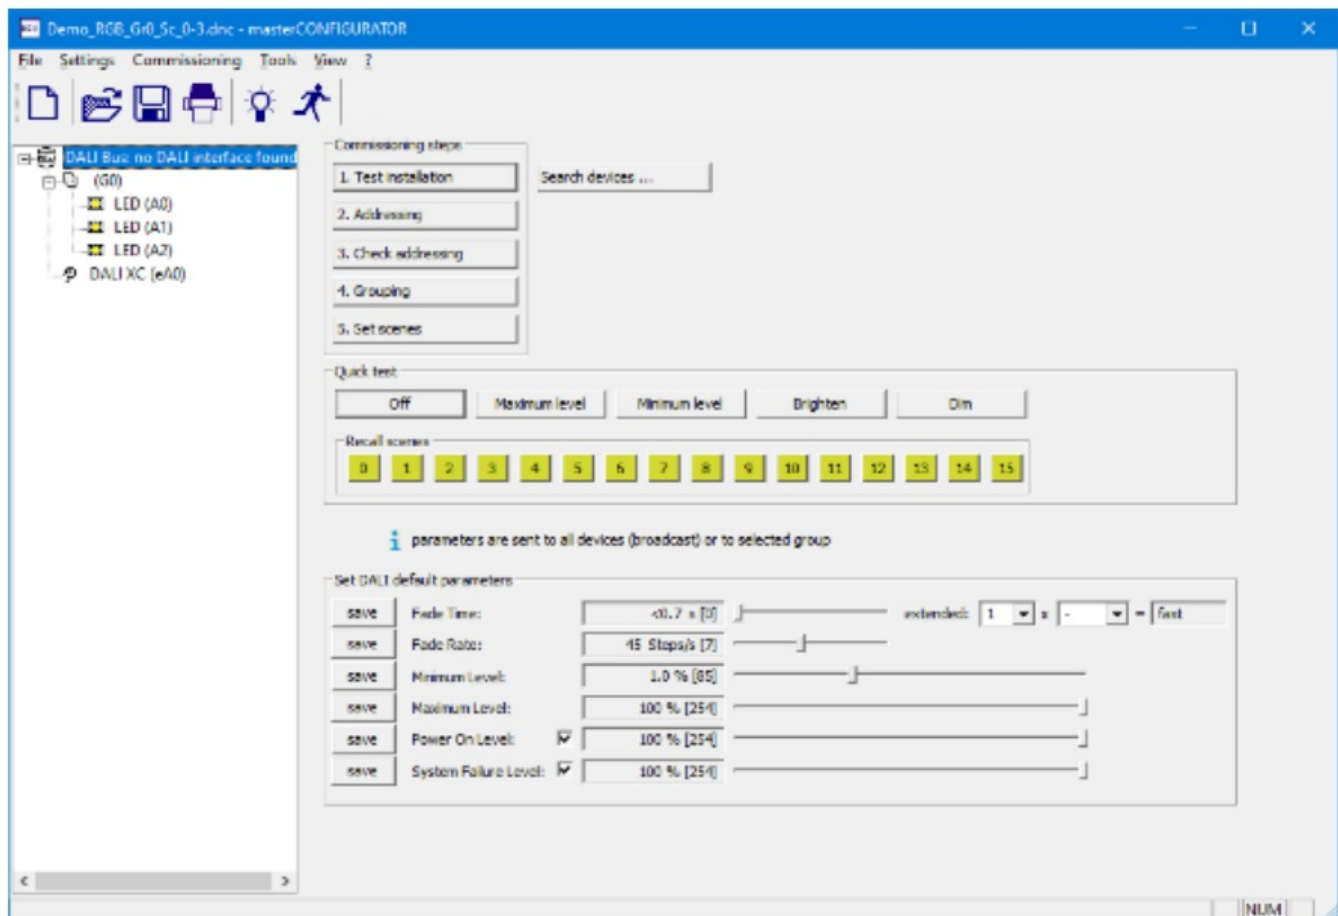 Demo_RGB_Gr0_Sc_0-3.dnc - masterCONFIGURATOR
File Settings Commissioning Tools View ?
DALI Bus: no DALI interface found
(G0)
LED (A0)
LED (A1)
LED (A2)
DALI XC (eA0)
Commissioning steps
1. Test installation
Search devices ...
2. Addressing
3. Check addressing
4. Grouping
5. Set scenes
Quick test
Off Maximum level Minimum level Brighten Dim
Recall scenes
0 1 2 3 4 5 6 7 8 9 10 11 12 13 14 15
parameters are sent to all devices (broadcast) or to selected group
Set DALI default parameters
save Fade Time: <0.7 s [0] extended: 1 x - = fast
save Fade Rate: 45 Steps/s [7]
save Minimum Level: 1.0 % [85]
save Maximum Level: 100 % [254]
save Power On Level: 100 % [254]
save System Failure Level: 100 % [254]
NUM